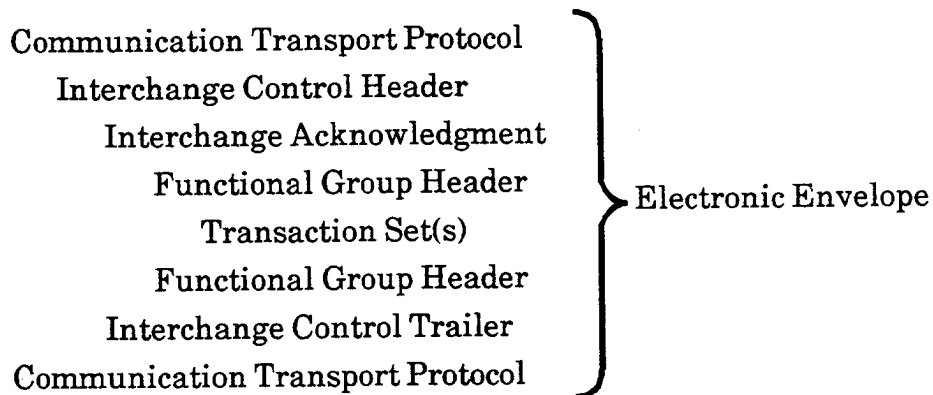 Communication Transport Protocol
Interchange Control Header
Interchange Acknowledgment
Functional Group Header
Transaction Set(s)
Functional Group Header
Interchange Control Trailer
Communication Transport Protocol
Electronic Envelope